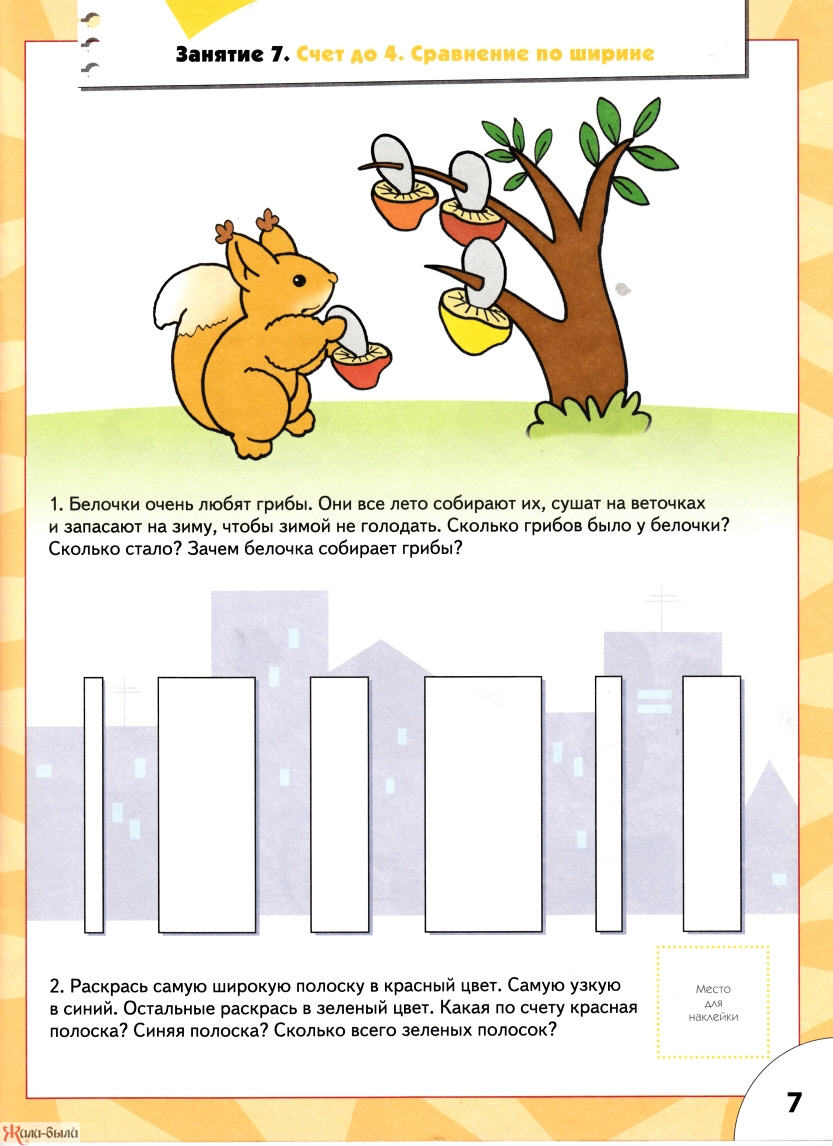 Занятие 7. Счет до 4. Сравнение по ширине
1. Белочки очень любят грибы. Они все лето собирают их, сушат на веточках
и запасают на зиму, чтобы зимой не голодать. Сколько грибов было у белочки?
Сколько стало? Зачем белочка собирает грибы?
2. Раскрась самую широкую полоску в красный цвет. Самую узкую
в синий. Остальные раскрась в зеленый цвет. Какая по счету красная
полоска? Синяя полоска? Сколько всего зеленых полосок?
Место
для
наклейки
7
Жили-были